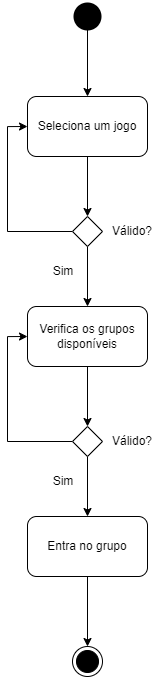 Seleciona um jogo
Válido?
Sim
Verifica os grupos
disponíveis
Válido?
Sim
Entra no grupo